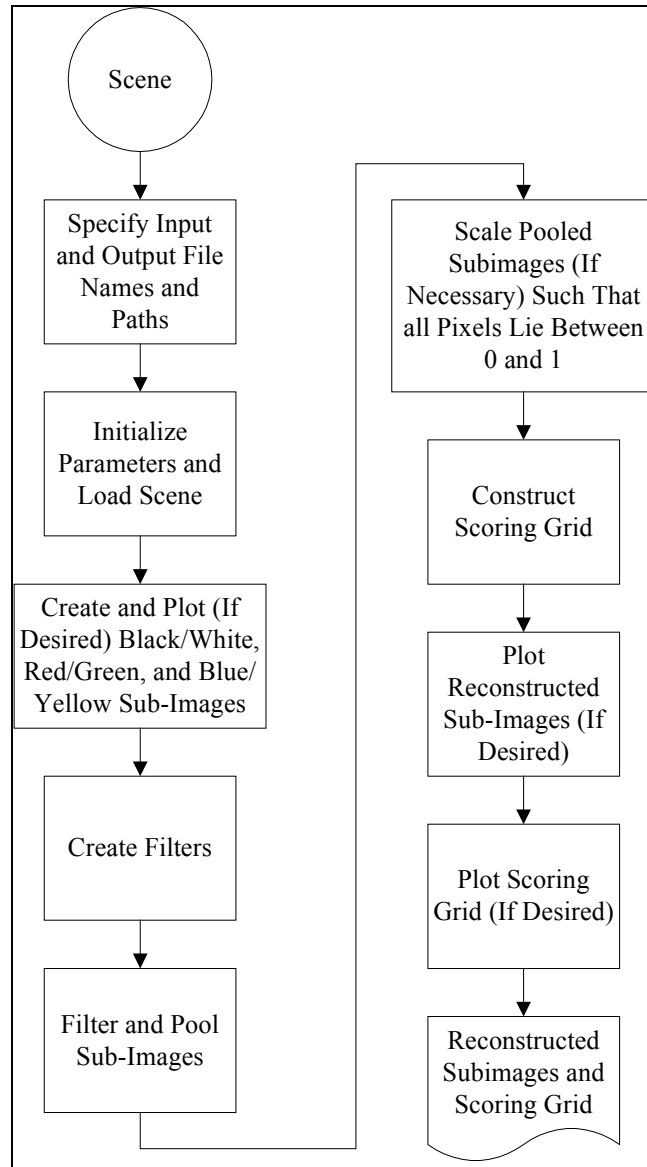 Scene
Specify Input
and Output File
Names and
Paths
Initialize
Parameters and
Load Scene
Create and Plot (If
Desired) Black/White,
Red/Green, and Blue/
Yellow Sub-Images
Create Filters
Filter and Pool
Sub-Images
Scale Pooled
Subimages (If
Necessary) Such That
all Pixels Lie Between
0 and 1
Construct
Scoring Grid
Plot
Reconstructed
Sub-Images (If
Desired)
Plot Scoring
Grid (If Desired)
Reconstructed
Subimages and
Scoring Grid